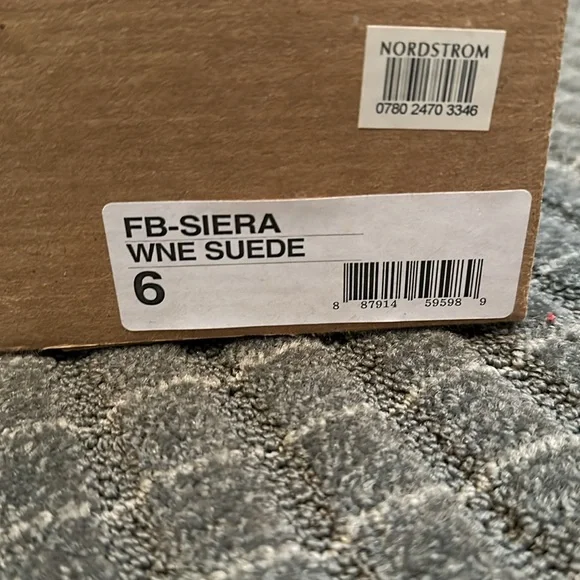 NORDSTROM
0780 2470 3346
FB-SIERA
WNE SUEDE
6
8 87914 59598 9